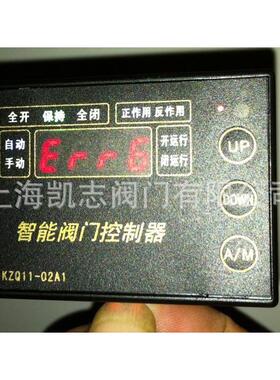 全开 保持 全闭 正作用 反作用
自动 Err6 开运行
手动 闭运行
UP
上海凯志阀门有限公
DOWN
智能阀门控制器
KZQ11-02A1 A/M